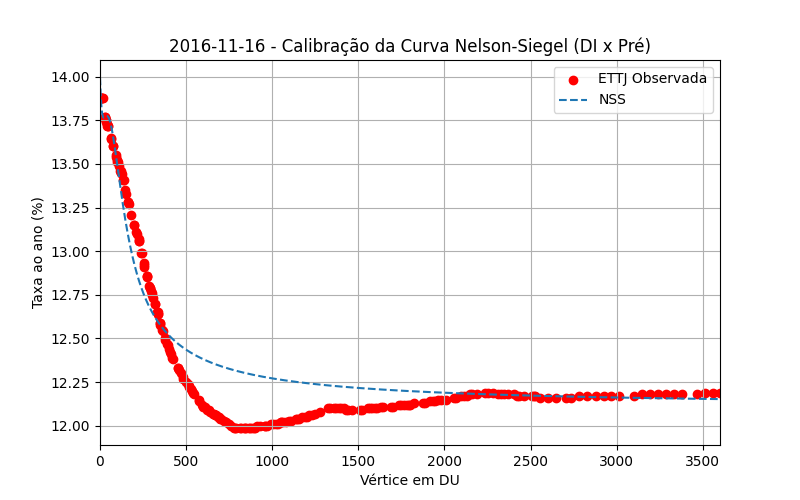 2016-11-16 - Calibração da Curva Nelson-Siegel (DI x Pré)
ETTJ Observada
NSS
Taxa ao ano (%)
14.00
13.75
13.50
13.25
13.00
12.75
12.50
12.25
12.00
0 500 1000 1500 2000 2500 3000 3500
Vértice em DU